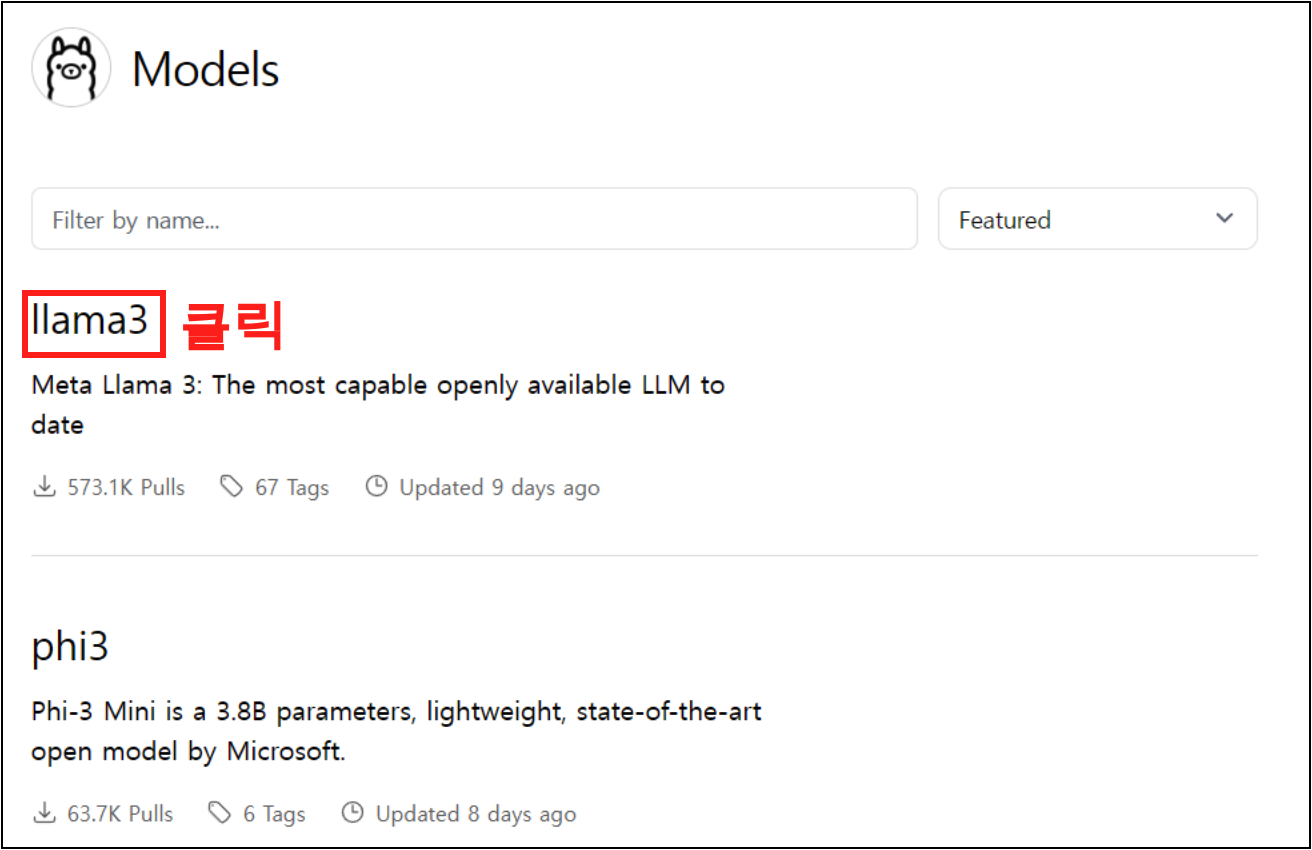 Models
Filter by name...
Featured
llama3 클릭
Meta Llama 3: The most capable openly available LLM to
date
573.1K Pulls 67 Tags Updated 9 days ago
phi3
Phi-3 Mini is a 3.8B parameters, lightweight, state-of-the-art
open model by Microsoft.
63.7K Pulls 6 Tags Updated 8 days ago